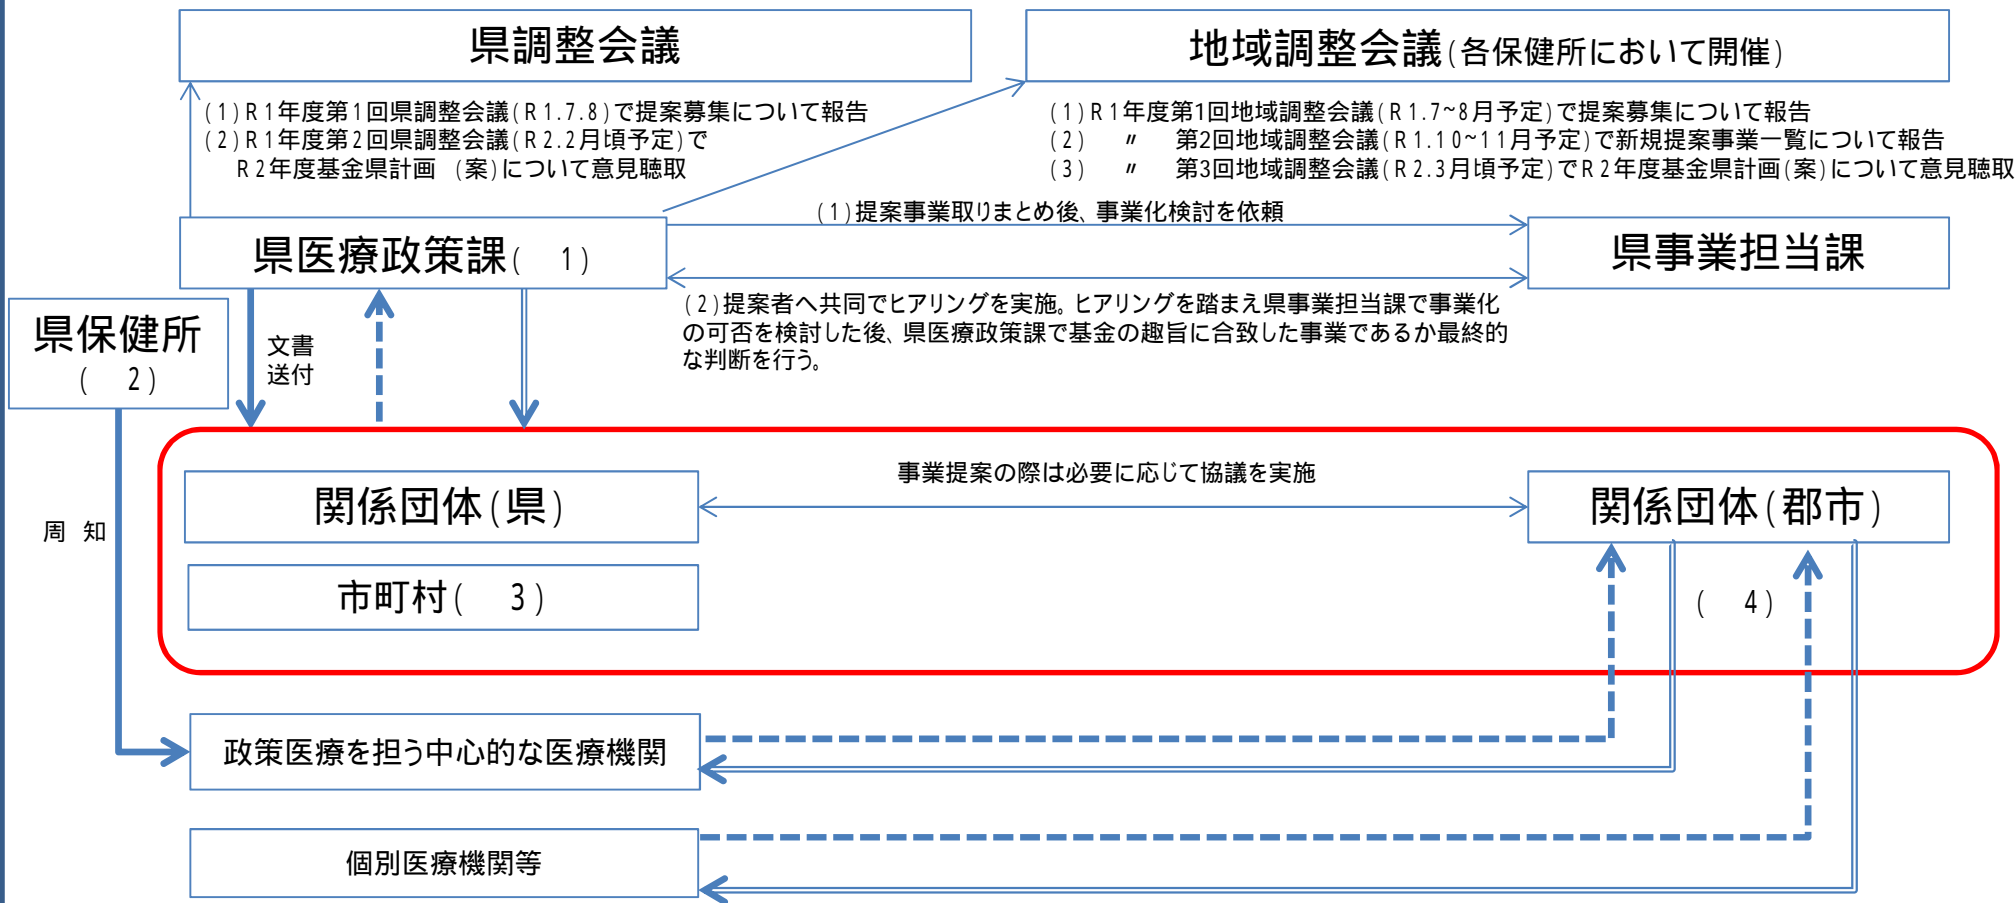 県調整会議
地域調整会議(各保健所において開催)
(1)R1年度第1回県調整会議(R1.7.8)で提案募集について報告
(2)R1年度第2回県調整会議(R2.2月頃予定)で
R2年度基金県計画 (案)について意見聴取
(1)R1年度第1回地域調整会議(R1.7~8月予定)で提案募集について報告
(2) 〃 第2回地域調整会議(R1.10~11月予定)で新規提案事業一覧について報告
(3) 〃 第3回地域調整会議(R2.3月頃予定)でR2年度基金県計画(案)について意見聴取
(1)提案事業取りまとめ後、事業化検討を依頼
県医療政策課( 1)
県事業担当課
(2)提案者へ共同でヒアリングを実施。ヒアリングを踏まえ県事業担当課で事業化
の可否を検討した後、県医療政策課で基金の趣旨に合致した事業であるか最終的
な判断を行う。
県保健所
( 2)
文書
送付
事業提案の際は必要に応じて協議を実施
関係団体(県)
関係団体(郡市)
周 知
市町村( 3)
( 4)
政策医療を担う中心的な医療機関
個別医療機関等